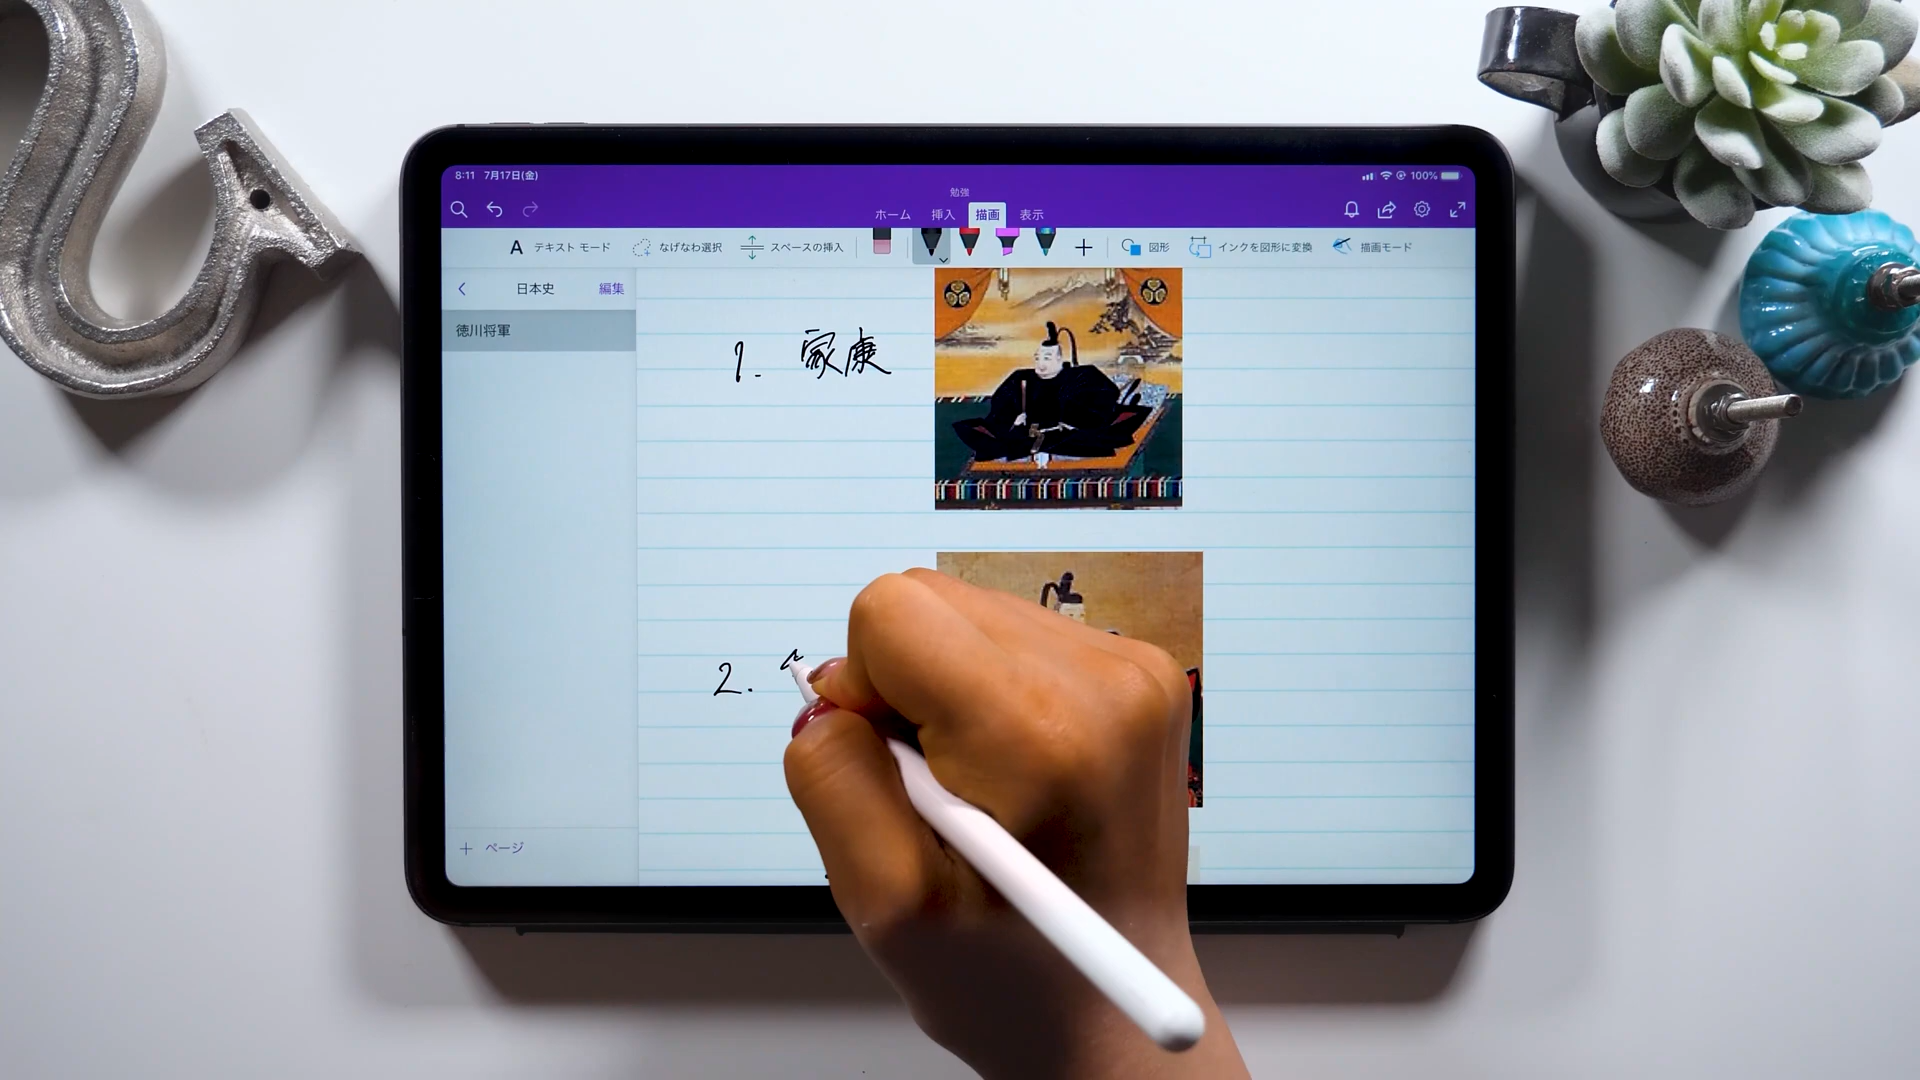 8:11 7月17日(金)
100%
勉強
ホーム 挿入 描画 表示
A テキスト モード なげなわ選択 スペースの挿入 図形 インクを図形に変換 描画モード
日本史 編集
徳川将軍
1. 家康
2.
+ ページ